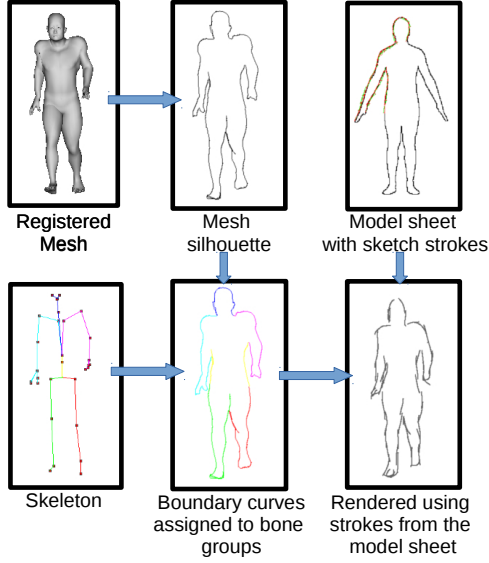 Registered
Mesh
Mesh
silhouette
Model sheet
with sketch strokes
Skeleton
Boundary curves
assigned to bone
groups
Rendered using
strokes from the
model sheet